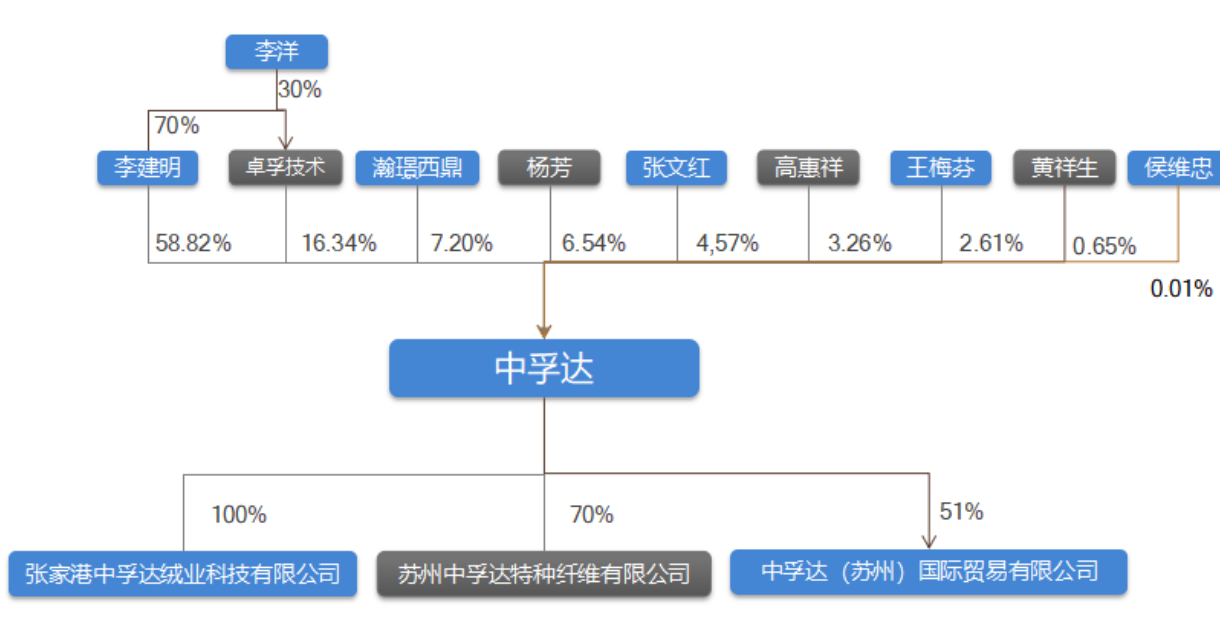 李洋
30%
70%
李建明
卓孚技术
瀚璟西鼎
杨芳
张文红
高惠祥
王梅芬
黄祥生
侯维忠
58.82%
16.34%
7.20%
6.54%
4,57%
3.26%
2.61%
0.65%
0.01%
中孚达
100%
70%
51%
张家港中孚达绒业科技有限公司
苏州中孚达特种纤维有限公司
中孚达（苏州）国际贸易有限公司